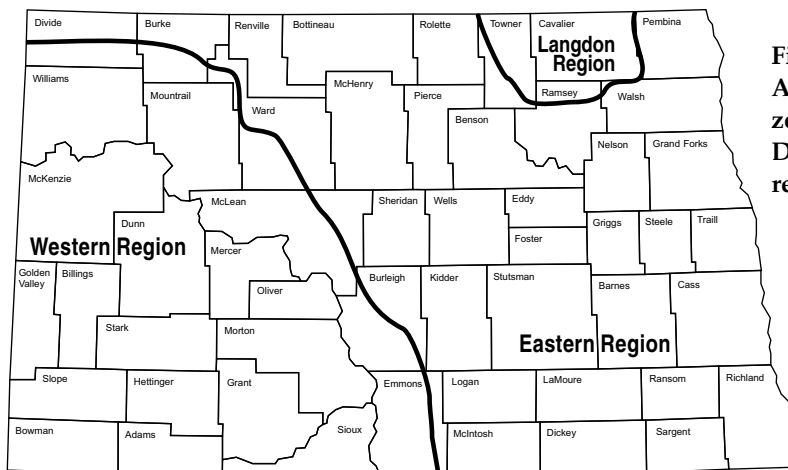 Divide
Burke
Renville
Bottineau
Rolette
Towner
Cavalier
Pembina
Langdon
Region
Williams
Mountrail
Ward
McHenry
Pierce
Benson
Ramsey
Walsh
Nelson
Grand Forks
McKenzie
Dunn
McLean
Sheridan
Wells
Eddy
Foster
Griggs
Steele
Traill
Western Region
Mercer
Oliver
Golden
Valley
Billings
Burleigh
Kidder
Stutsman
Barnes
Cass
Stark
Morton
Eastern Region
Slope
Hettinger
Grant
Emmons
Logan
LaMoure
Ransom
Richland
Bowman
Adams
Sioux
McIntosh
Dickey
Sargent
Fi
A
zo
D
re